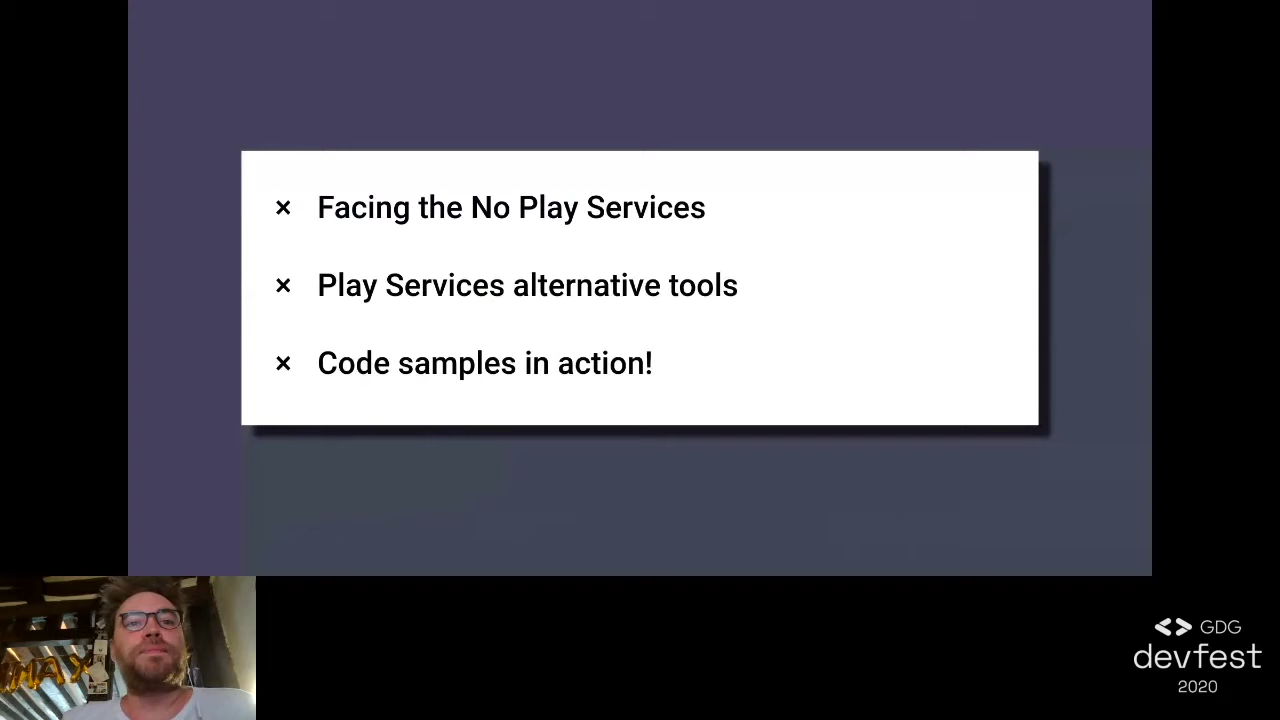 × Facing the No Play Services
× Play Services alternative tools
× Code samples in action!
<> GDG
devfest
2020